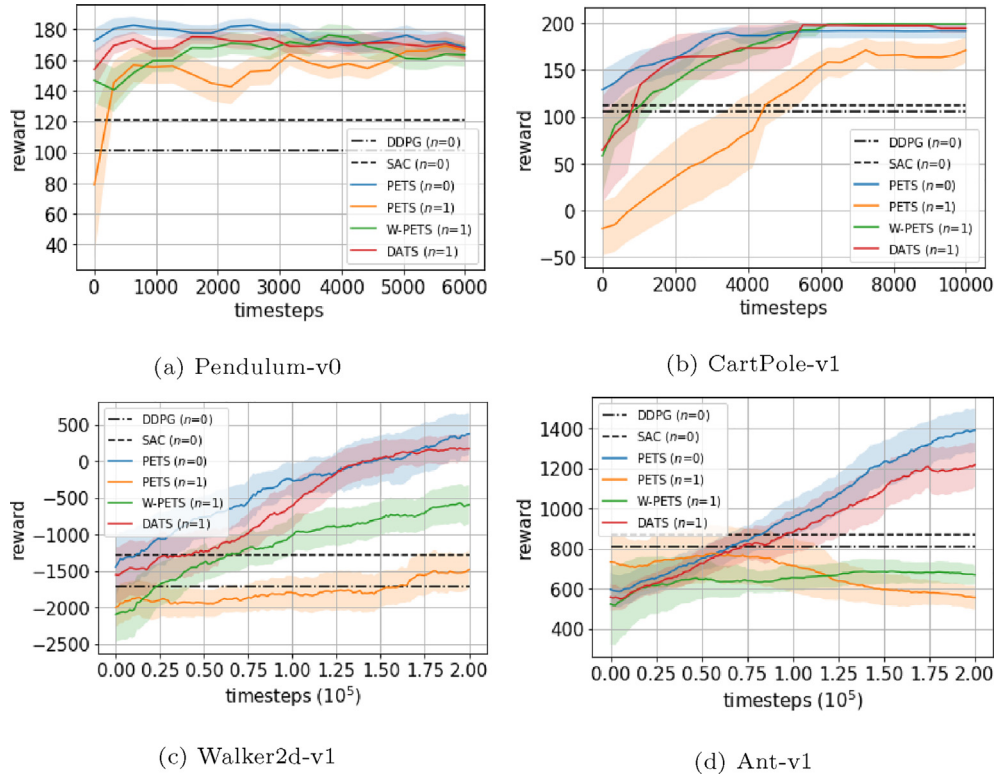 180
160
140
120
100
80
60
40
reward
DDPG (n=0)
SAC (n=0)
PETS (n=0)
PETS (n=1)
W-PETS (n=1)
DATS (n=1)
0 1000 2000 3000 4000 5000 6000
timesteps
(a) Pendulum-v0
200
150
100
50
0
−50
reward
DDPG (n=0)
SAC (n=0)
PETS (n=0)
PETS (n=1)
W-PETS (n=1)
DATS (n=1)
0 2000 4000 6000 8000 10000
timesteps
(b) CartPole-v1
500
0
−500
−1000
−1500
−2000
−2500
reward
DDPG (n=0)
SAC (n=0)
PETS (n=0)
PETS (n=1)
W-PETS (n=1)
DATS (n=1)
0.00 0.25 0.50 0.75 1.00 1.25 1.50 1.75 2.00
timesteps (10⁵)
(c) Walker2d-v1
1400
1200
1000
800
600
400
reward
DDPG (n=0)
SAC (n=0)
PETS (n=0)
PETS (n=1)
W-PETS (n=1)
DATS (n=1)
0.00 0.25 0.50 0.75 1.00 1.25 1.50 1.75 2.00
timesteps (10⁵)
(d) Ant-v1